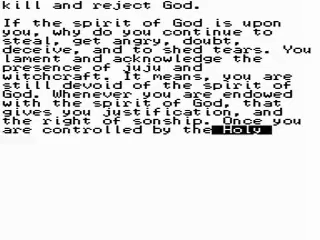 kill and reject God.
If the spirit of God is upon
you, why do you continue to
steal, get angry, doubt,
deceive, and to shed tears. You
lament and acknowledge the
presence of juju and
witchcraft. It means, you are
still devoid of the spirit of
God. Whenever you are endowed
with the spirit of God, that
gives you justification, and
the right of sonship. Once you
are controlled by the Holy